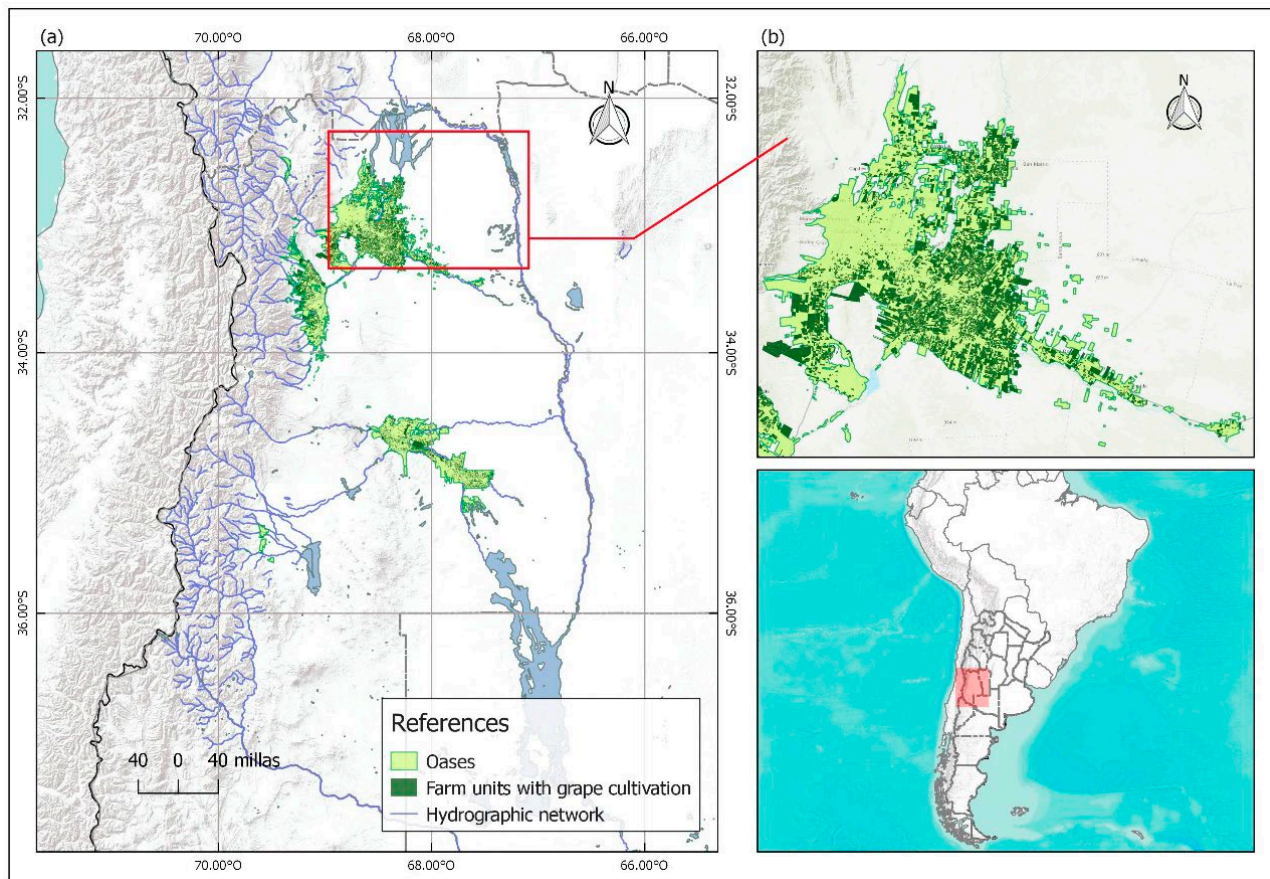 (a)
70.00°O
68.00°O
66.00°O
32.00°S
32.00°S
N
34.00°S
34.00°S
36.00°S
36.00°S
40 0 40 millas
References
Oases
Farm units with grape cultivation
Hydrographic network
70.00°O
68.00°O
66.00°O
(b)
N